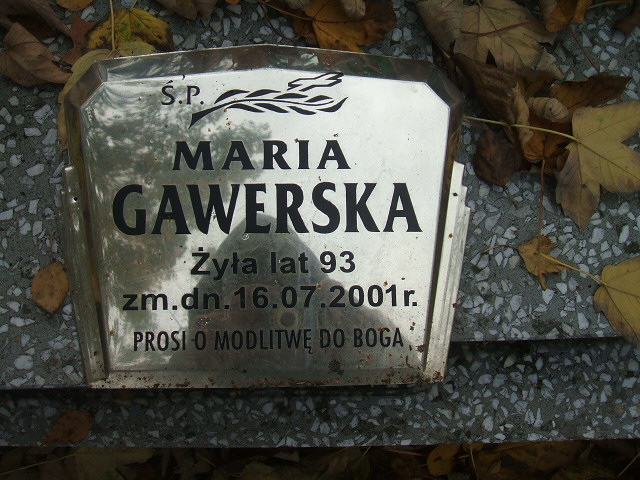 Ś.P.
MARIA
GAWERSKA
Żyła lat 93
zm.dn.16.07.2001r.
PROSI O MODLITWĘ DO BOGA